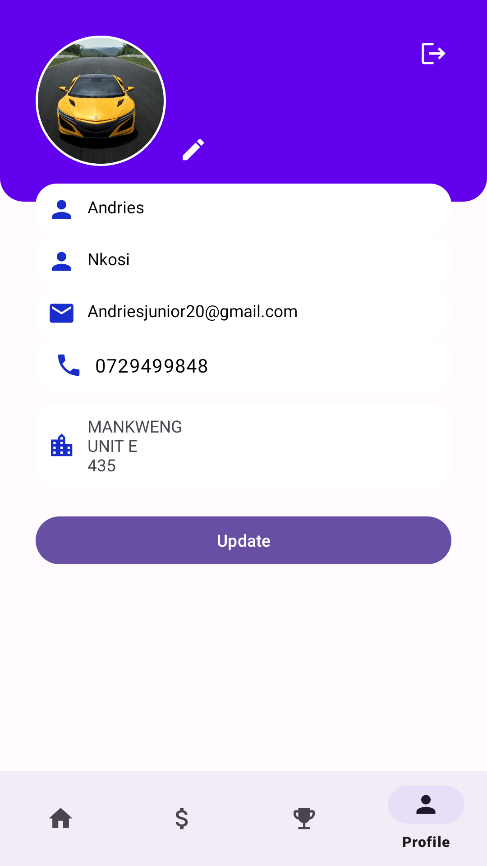 Andries
Nkosi
Andriesjunior20@gmail.com
0729499848
MANKWENG
UNIT E
435
Update
Profile